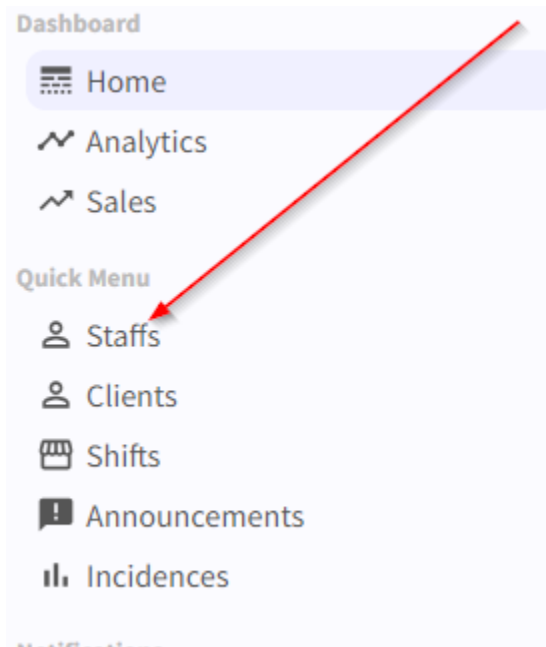 Dashboard
Home
Analytics
Sales
Quick Menu
Staffs
Clients
Shifts
Announcements
Incidences